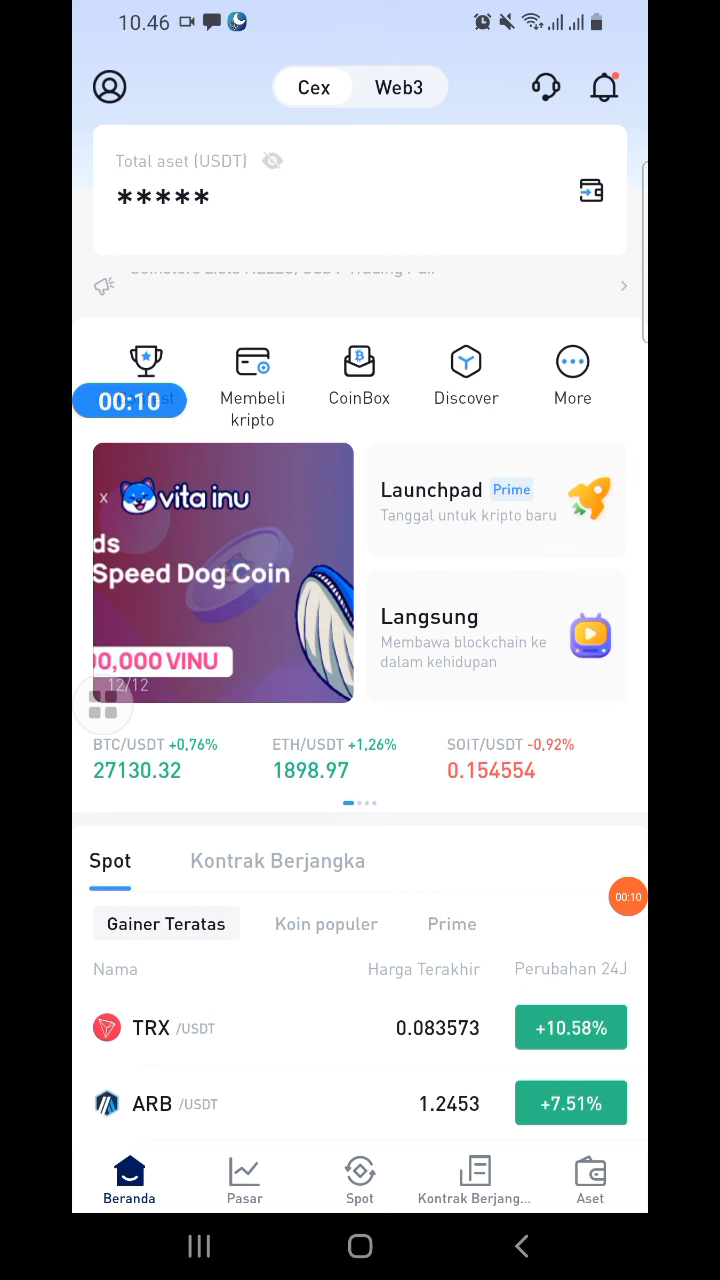 10.46
Cex Web3
Total aset (USDT)
*****
00:10
Membeli
kripto
CoinBox
Discover
More
x vita inu
ds
Speed Dog Coin
00,000 VINU
12/12
Launchpad Prime
Tanggal untuk kripto baru
Langsung
Membawa blockchain ke
dalam kehidupan
BTC/USDT +0,76% ETH/USDT +1,26% SOIT/USDT -0,92%
27130.32 1898.97 0.154554
Spot Kontrak Berjangka
00:10
Gainer Teratas Koin populer Prime
Nama Harga Terakhir Perubahan 24J
TRX /USDT 0.083573 +10.58%
ARB /USDT 1.2453 +7.51%
Beranda Pasar Spot Kontrak Berjang... Aset